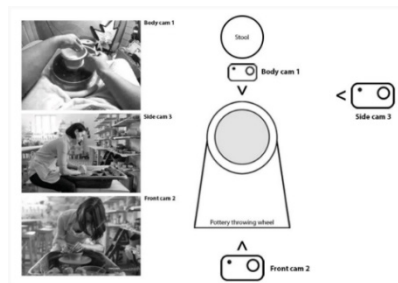 Body cam 1
Stool
Body cam 1
Side cam 3
Side cam 3
Pottery throwing wheel
Front cam 2
Front cam 2